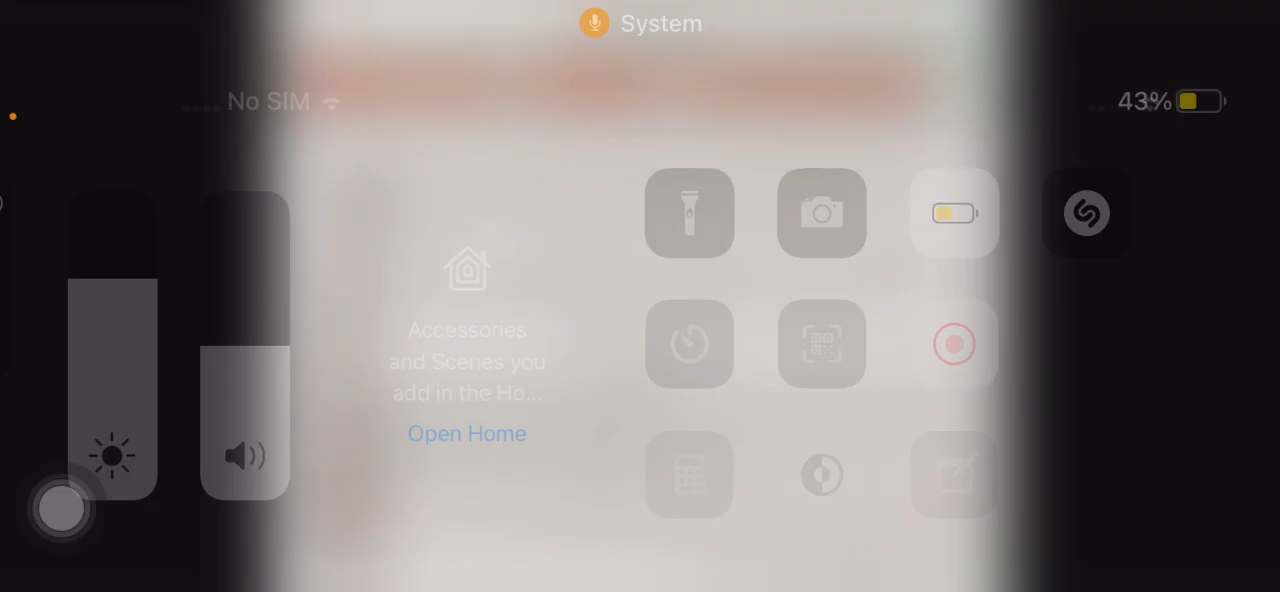 System
No SIM
43%
Accessories
and Scenes you
add in the Ho...
Open Home